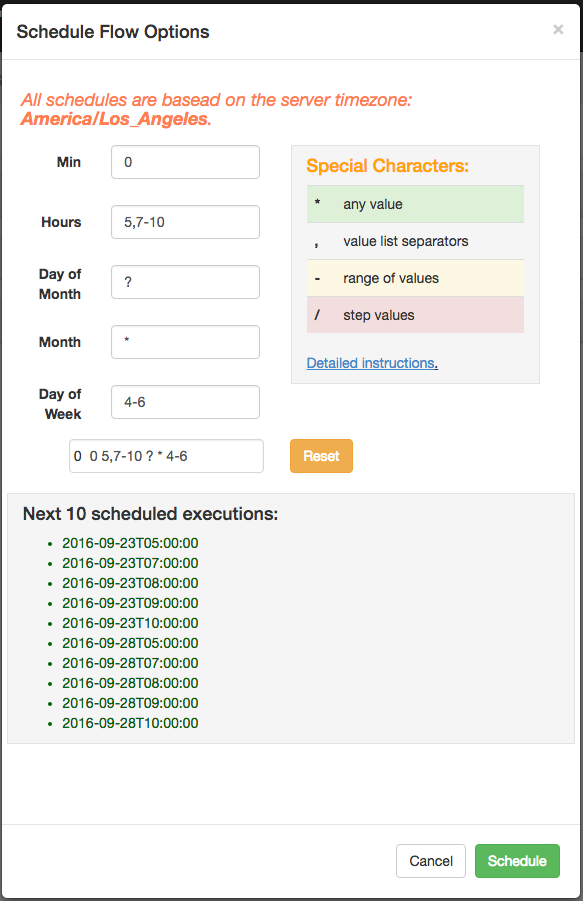 Schedule Flow Options
×
All schedules are basead on the server timezone:
America/Los_Angeles.
Min
0
Hours
5,7-10
Day of
Month
?
Month
*
Day of
Week
4-6
Special Characters:
* any value
, value list separators
- range of values
/ step values
Detailed instructions.
0 0 5,7-10 ? * 4-6
Reset
Next 10 scheduled executions:
• 2016-09-23T05:00:00
• 2016-09-23T07:00:00
• 2016-09-23T08:00:00
• 2016-09-23T09:00:00
• 2016-09-23T10:00:00
• 2016-09-28T05:00:00
• 2016-09-28T07:00:00
• 2016-09-28T08:00:00
• 2016-09-28T09:00:00
• 2016-09-28T10:00:00
Cancel
Schedule